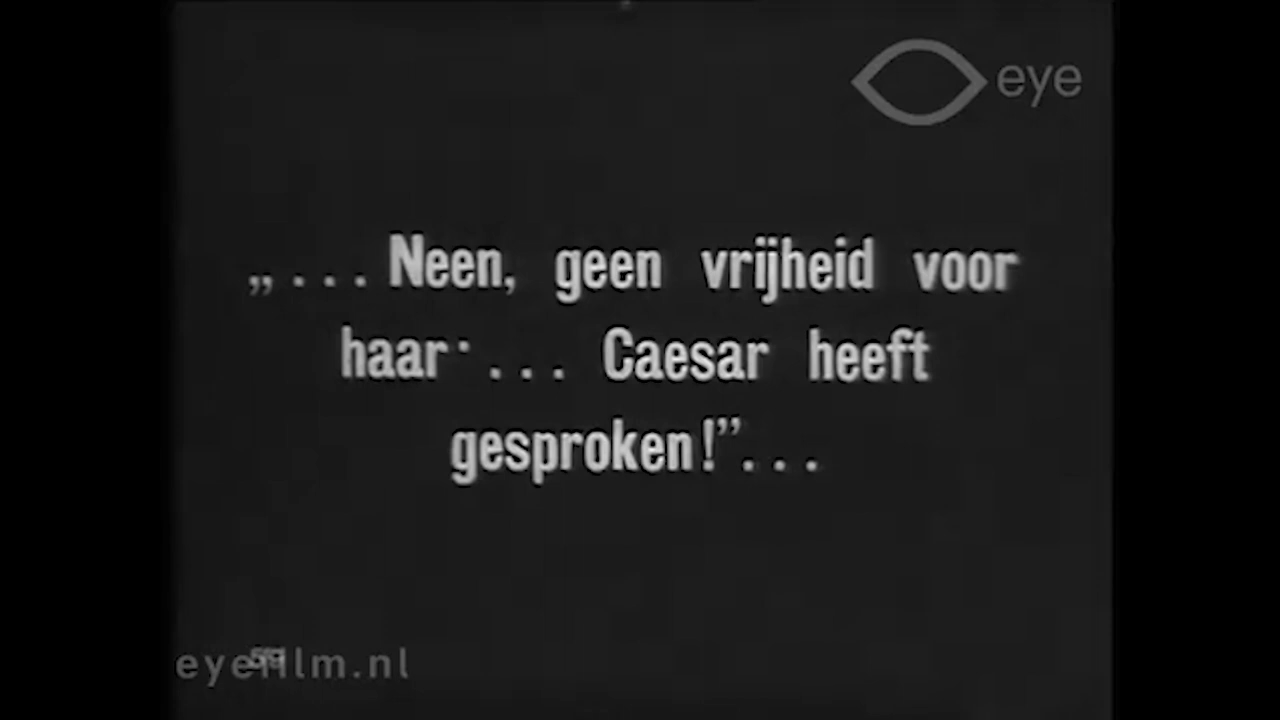 eye
„... Neen, geen vrijheid voor
haar ... Caesar heeft
gesproken!”...
eyefilm.nl